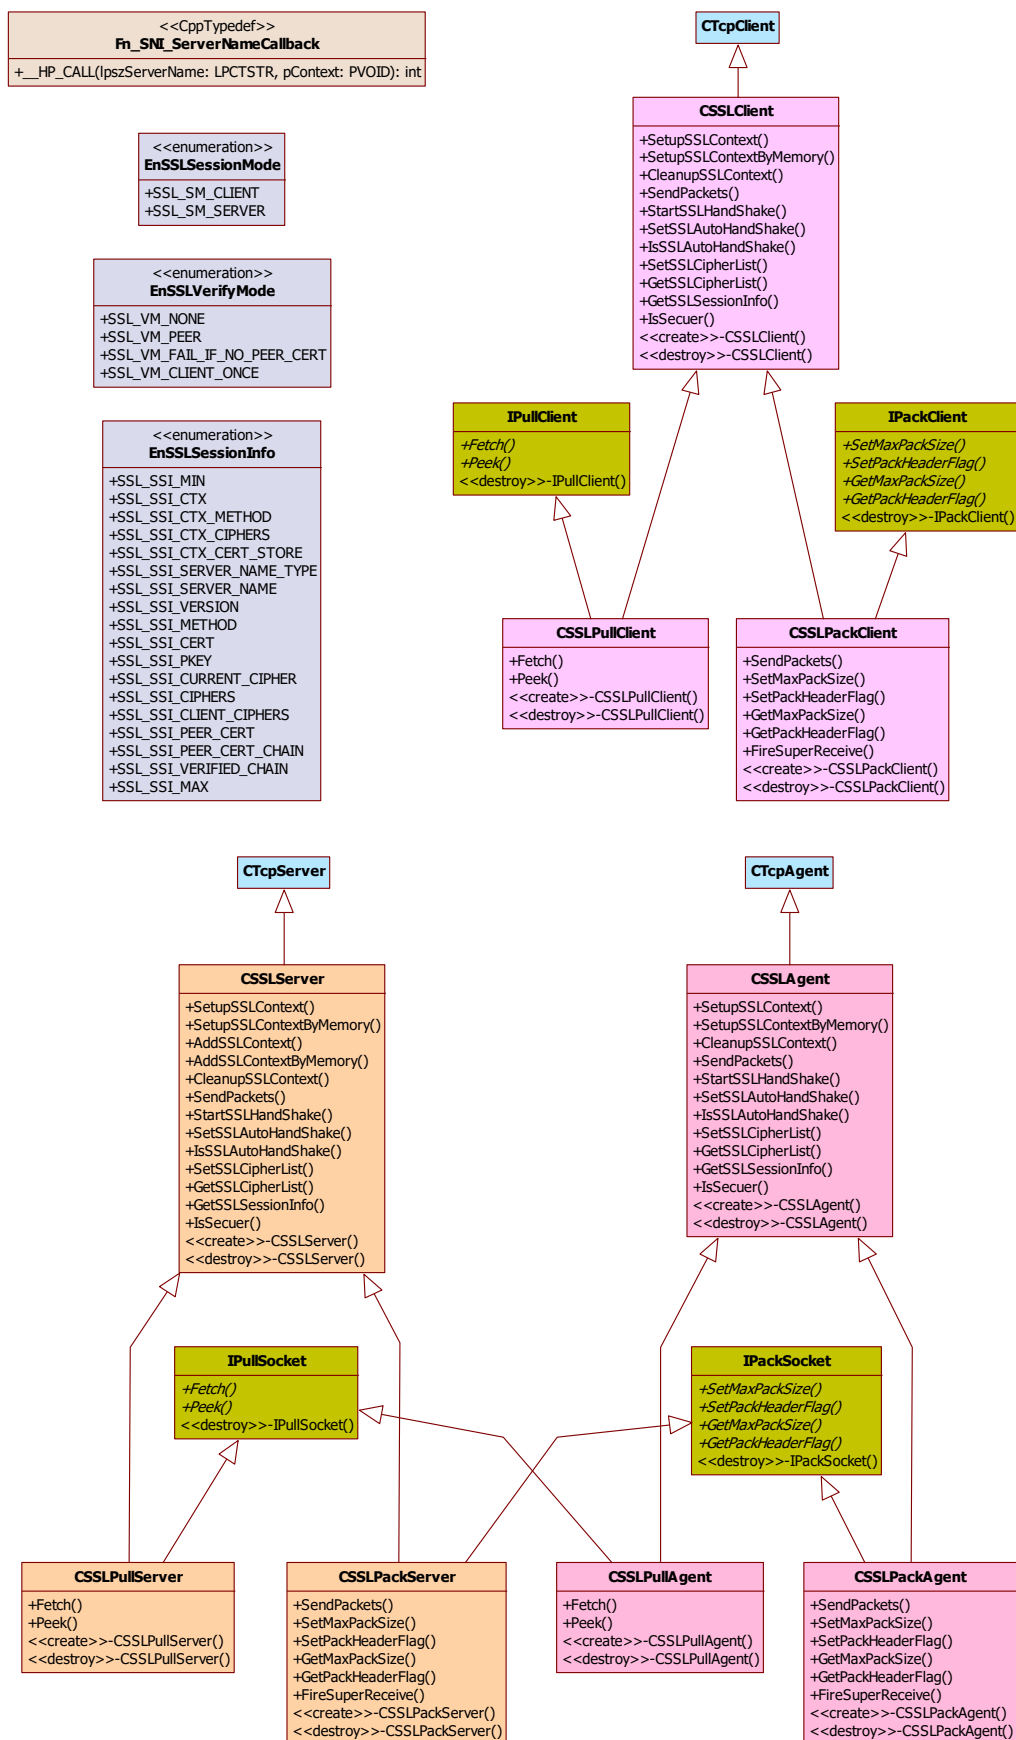 <<CppTypedef>>
Fn_SNI_ServerNameCallback
+__HP_CALL(lpszServerName: LPCTSTR, pContext: PVOID): int
<<enumeration>>
EnSSLSessionMode
+SSL_SM_CLIENT
+SSL_SM_SERVER
<<enumeration>>
EnSSLVerifyMode
+SSL_VM_NONE
+SSL_VM_PEER
+SSL_VM_FAIL_IF_NO_PEER_CERT
+SSL_VM_CLIENT_ONCE
<<enumeration>>
EnSSLSessionInfo
+SSL_SSI_MIN
+SSL_SSI_CTX
+SSL_SSI_CTX_METHOD
+SSL_SSI_CTX_CIPHERS
+SSL_SSI_CTX_CERT_STORE
+SSL_SSI_SERVER_NAME_TYPE
+SSL_SSI_SERVER_NAME
+SSL_SSI_VERSION
+SSL_SSI_METHOD
+SSL_SSI_CERT
+SSL_SSI_PKEY
+SSL_SSI_CURRENT_CIPHER
+SSL_SSI_CIPHERS
+SSL_SSI_CLIENT_CIPHERS
+SSL_SSI_PEER_CERT
+SSL_SSI_PEER_CERT_CHAIN
+SSL_SSI_VERIFIED_CHAIN
+SSL_SSI_MAX
CTcpClient
CSSLClient
+SetupSSLContext()
+SetupSSLContextByMemory()
+CleanupSSLContext()
+SendPackets()
+StartSSLHandShake()
+SetSSLAutoHandShake()
+IsSSLAutoHandShake()
+SetSSLCipherList()
+GetSSLCipherList()
+GetSSLSessionInfo()
+IsSecuer()
<<create>>-CSSLClient()
<<destroy>>-CSSLClient()
IPullClient
+Fetch()
+Peek()
<<destroy>>-IPullClient()
IPackClient
+SetMaxPackSize()
+SetPackHeaderFlag()
+GetMaxPackSize()
+GetPackHeaderFlag()
<<destroy>>-IPackClient()
CSSLPullClient
+Fetch()
+Peek()
<<create>>-CSSLPullClient()
<<destroy>>-CSSLPullClient()
CSSLPackClient
+SendPackets()
+SetMaxPackSize()
+SetPackHeaderFlag()
+GetMaxPackSize()
+GetPackHeaderFlag()
+FireSuperReceive()
<<create>>-CSSLPackClient()
<<destroy>>-CSSLPackClient()
CTcpServer
CSSLServer
+SetupSSLContext()
+SetupSSLContextByMemory()
+AddSSLContext()
+AddSSLContextByMemory()
+CleanupSSLContext()
+SendPackets()
+StartSSLHandShake()
+SetSSLAutoHandShake()
+IsSSLAutoHandShake()
+SetSSLCipherList()
+GetSSLCipherList()
+GetSSLSessionInfo()
+IsSecuer()
<<create>>-CSSLServer()
<<destroy>>-CSSLServer()
CTcpAgent
CSSLAgent
+SetupSSLContext()
+SetupSSLContextByMemory()
+CleanupSSLContext()
+SendPackets()
+StartSSLHandShake()
+SetSSLAutoHandShake()
+IsSSLAutoHandShake()
+SetSSLCipherList()
+GetSSLCipherList()
+GetSSLSessionInfo()
+IsSecuer()
<<create>>-CSSLAgent()
<<destroy>>-CSSLAgent()
IPullSocket
+Fetch()
+Peek()
<<destroy>>-IPullSocket()
IPackSocket
+SetMaxPackSize()
+SetPackHeaderFlag()
+GetMaxPackSize()
+GetPackHeaderFlag()
<<destroy>>-IPackSocket()
CSSLPullServer
+Fetch()
+Peek()
<<create>>-CSSLPullServer()
<<destroy>>-CSSLPullServer()
CSSLPackServer
+SendPackets()
+SetMaxPackSize()
+SetPackHeaderFlag()
+GetMaxPackSize()
+GetPackHeaderFlag()
+FireSuperReceive()
<<create>>-CSSLPackServer()
<<destroy>>-CSSLPackServer()
CSSLPullAgent
+Fetch()
+Peek()
<<create>>-CSSLPullAgent()
<<destroy>>-CSSLPullAgent()
CSSLPackAgent
+SendPackets()
+SetMaxPackSize()
+SetPackHeaderFlag()
+GetMaxPackSize()
+GetPackHeaderFlag()
+FireSuperReceive()
<<create>>-CSSLPackAgent()
<<destroy>>-CSSLPackAgent()